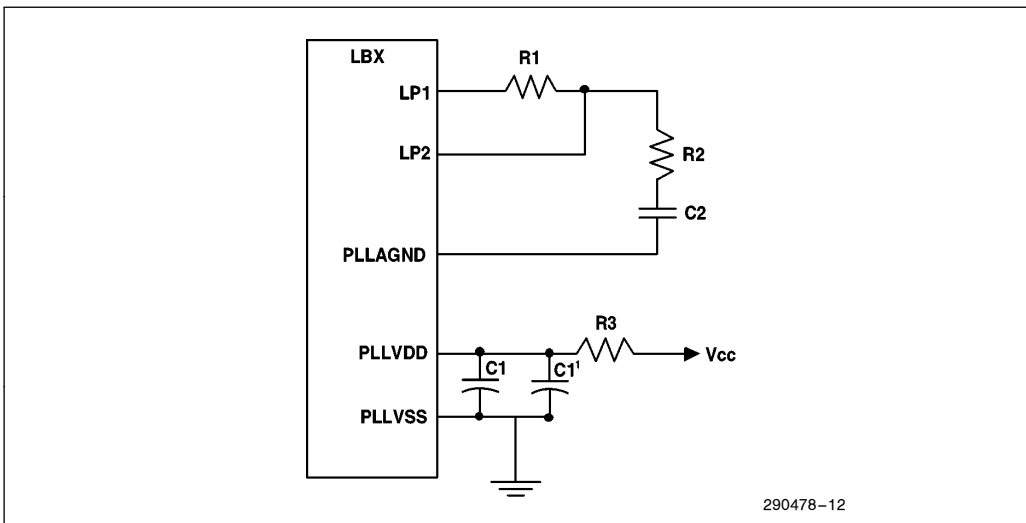 LBX
R1
LP1
LP2
R2
C2
PLLAGND
R3
PLLVDD
Vcc
C1
C1¹
PLLVSS
290478–12